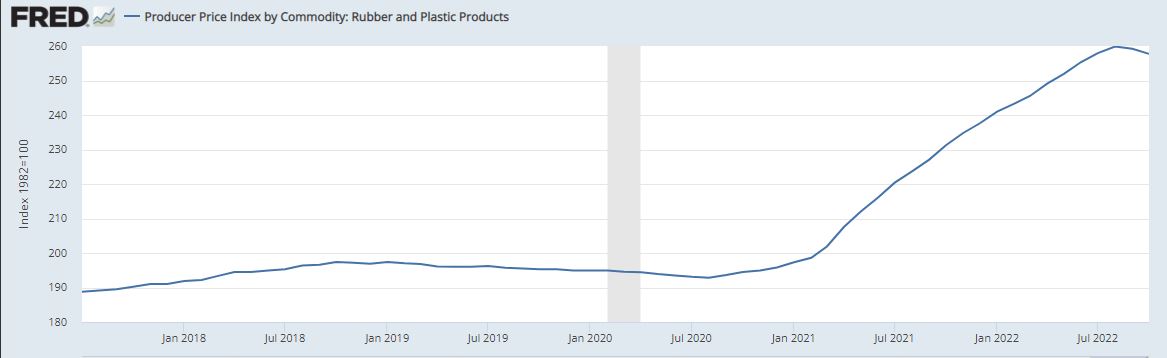 FRED
Producer Price Index by Commodity: Rubber and Plastic Products
260
250
240
230
220
210
200
190
180
Index 1982=100
Jan 2018
Jul 2018
Jan 2019
Jul 2019
Jan 2020
Jul 2020
Jan 2021
Jul 2021
Jan 2022
Jul 2022